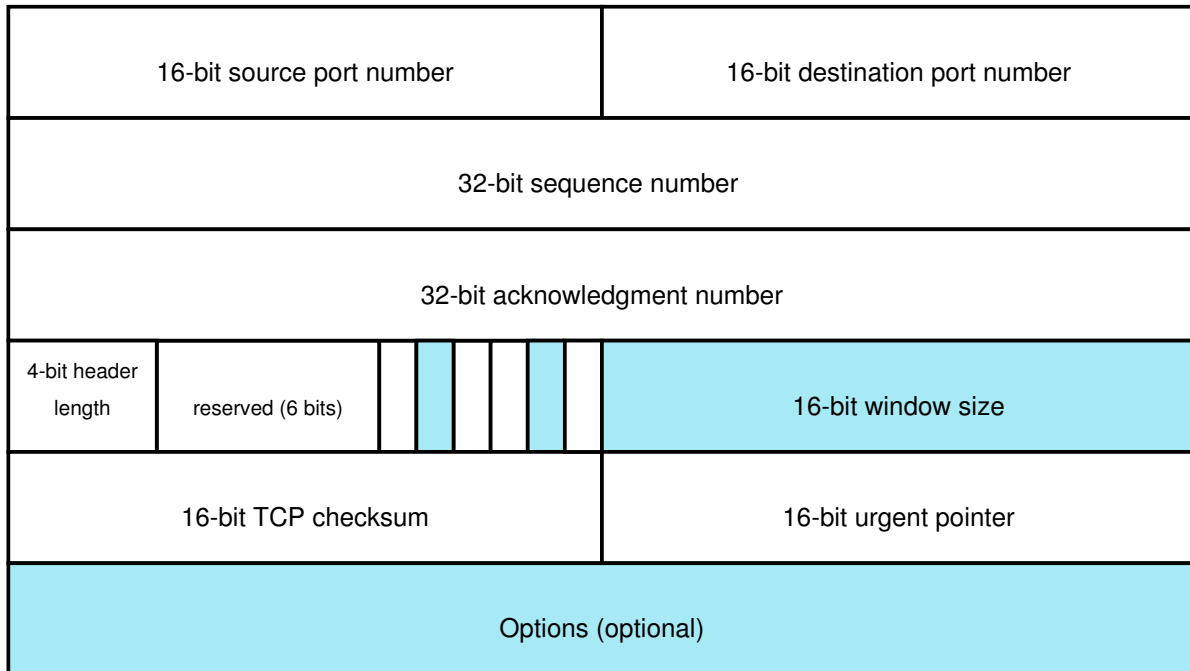 16-bit source port number
16-bit destination port number
32-bit sequence number
32-bit acknowledgment number
4-bit header
length
reserved (6 bits)
16-bit window size
16-bit TCP checksum
16-bit urgent pointer
Options (optional)